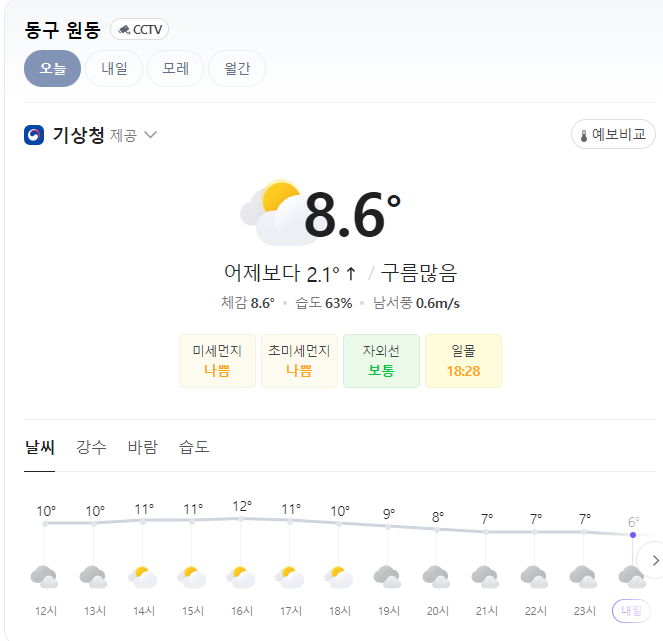 동구 원동 CCTV
오늘 내일 모레 월간
기상청 제공 예보비교
8.6°
어제보다 2.1° ↑ / 구름많음
체감 8.6° 습도 63% 남서풍 0.6m/s
미세먼지 초미세먼지 자외선 일몰
나쁨 나쁨 보통 18:28
날씨 강수 바람 습도
10° 10° 11° 11° 12° 11° 10° 9° 8° 7° 7° 7° 6°
12시 13시 14시 15시 16시 17시 18시 19시 20시 21시 22시 23시 내일